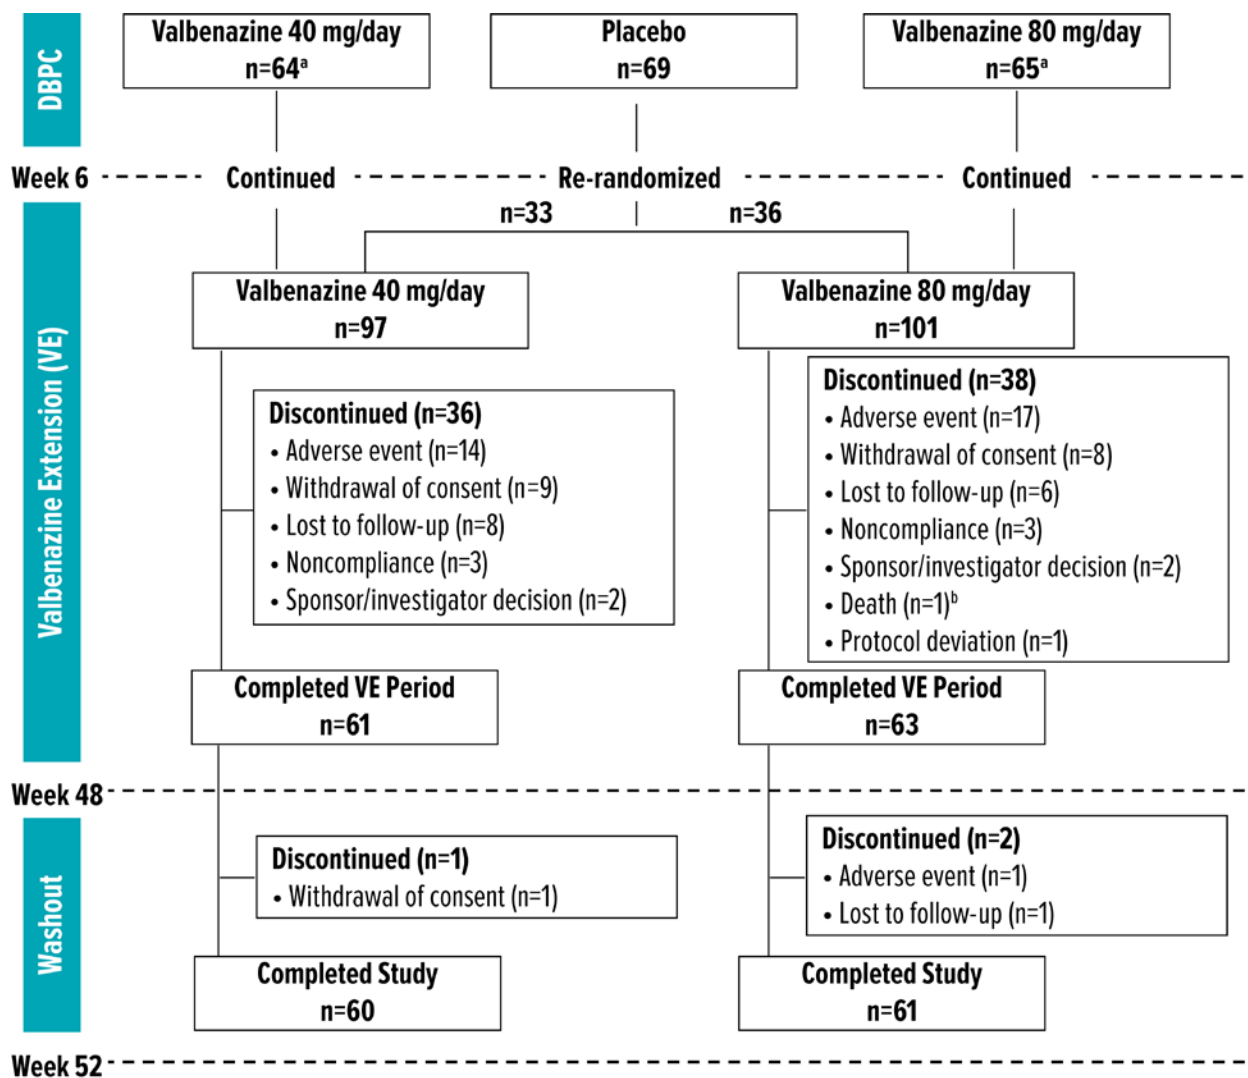 DBPC
Valbenazine 40 mg/day
n=64ᵃ
Placebo
n=69
Valbenazine 80 mg/day
n=65ᵃ
Week 6
Continued
Re-randomized
Continued
n=33
n=36
Valbenazine Extension (VE)
Valbenazine 40 mg/day
n=97
Valbenazine 80 mg/day
n=101
Discontinued (n=36)
• Adverse event (n=14)
• Withdrawal of consent (n=9)
• Lost to follow-up (n=8)
• Noncompliance (n=3)
• Sponsor/investigator decision (n=2)
Discontinued (n=38)
• Adverse event (n=17)
• Withdrawal of consent (n=8)
• Lost to follow-up (n=6)
• Noncompliance (n=3)
• Sponsor/investigator decision (n=2)
• Death (n=1)ᵇ
• Protocol deviation (n=1)
Completed VE Period
n=61
Completed VE Period
n=63
Week 48
Washout
Discontinued (n=1)
• Withdrawal of consent (n=1)
Discontinued (n=2)
• Adverse event (n=1)
• Lost to follow-up (n=1)
Completed Study
n=60
Completed Study
n=61
Week 52